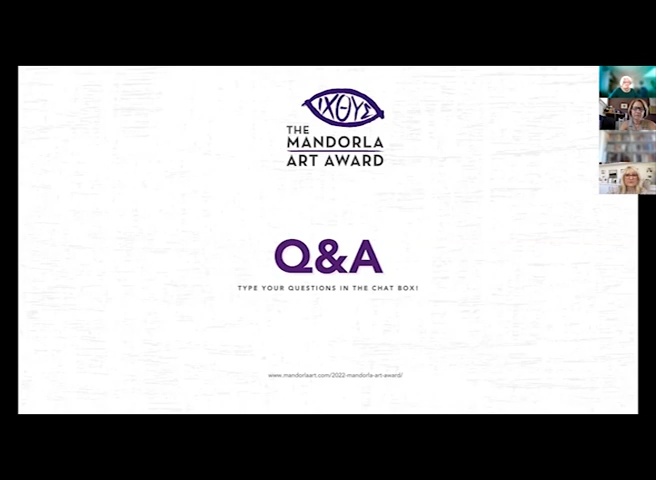 ΙΧΘΥΣ
THE
MANDORLA
ART AWARD
Q&A
TYPE YOUR QUESTIONS IN THE CHAT BOX!
www.mandorlaart.com/2022-mandorla-art-award/